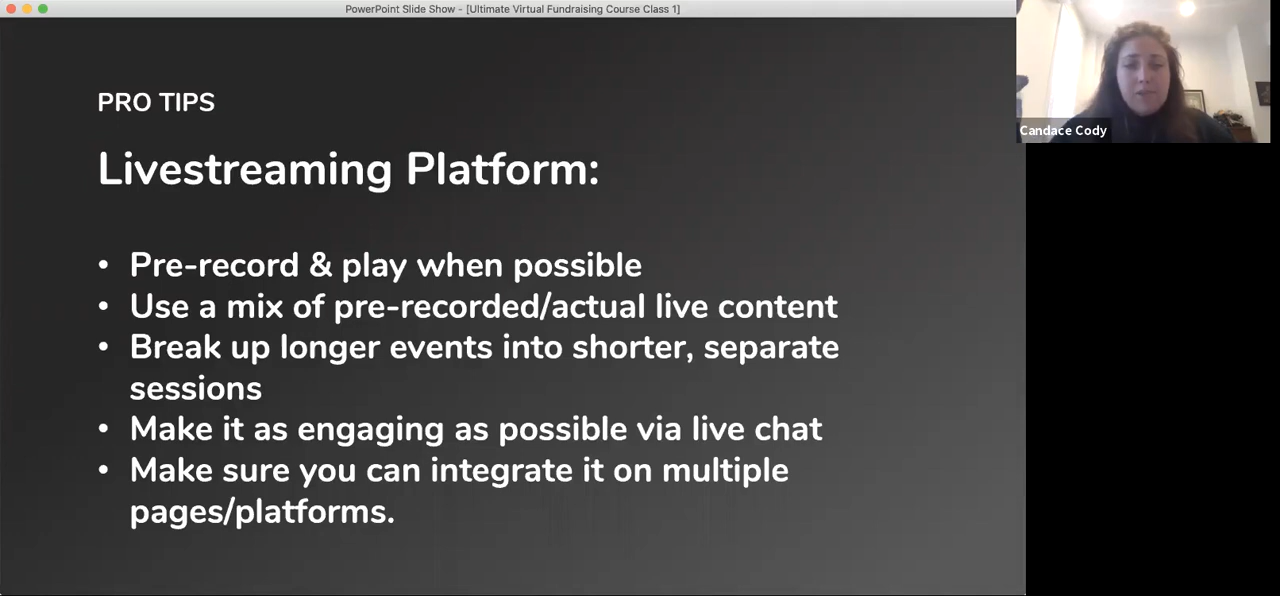 PowerPoint Slide Show - [Ultimate Virtual Fundraising Course Class 1]
PRO TIPS
Livestreaming Platform:
• Pre-record & play when possible
• Use a mix of pre-recorded/actual live content
• Break up longer events into shorter, separate
sessions
• Make it as engaging as possible via live chat
• Make sure you can integrate it on multiple
pages/platforms.
Candace Cody